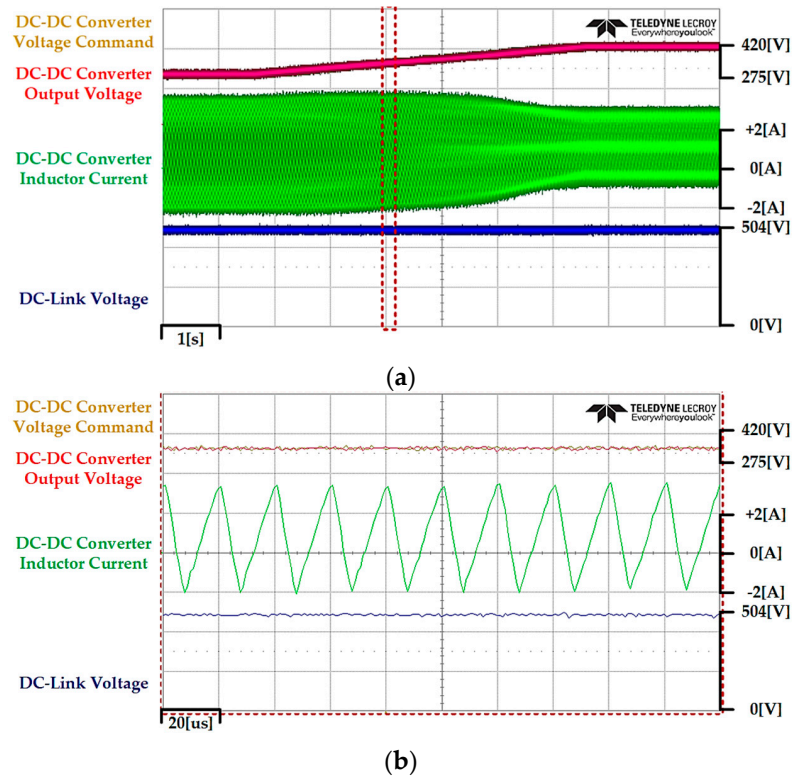 (a)
DC-DC Converter
Voltage Command
DC-DC Converter
Output Voltage
DC-DC Converter
Inductor Current
DC-Link Voltage
TELEDYNE LECROY
Everywhereyoulook™
420[V]
275[V]
+2[A]
0[A]
-2[A]
504[V]
0[V]
1[s]
(a)
DC-DC Converter
Voltage Command
DC-DC Converter
Output Voltage
DC-DC Converter
Inductor Current
DC-Link Voltage
TELEDYNE LECROY
Everywhereyoulook™
420[V]
275[V]
+2[A]
0[A]
-2[A]
504[V]
0[V]
20[us]
(b)